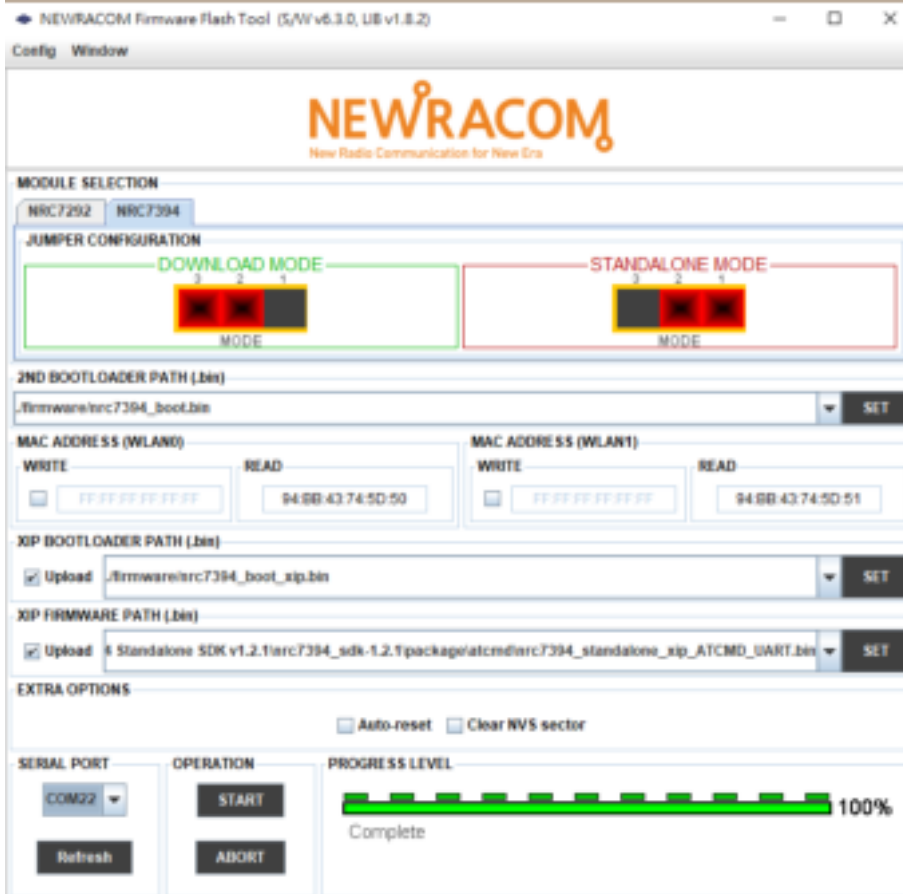 NEWRACOM Firmware Flash Tool (S/W v6.3.0, LIB v1.8.2)
Config Window
NEWRACOM
New Radio Communication for New Era
MODULE SELECTION
NRC7292 NRC7394
JUMPER CONFIGURATION
DOWNLOAD MODE STANDALONE MODE
3 2 1 3 2 1
MODE MODE
2ND BOOTLOADER PATH (.bin)
./firmware/nrc7394_boot.bin SET
MAC ADDRESS (WLAN0) MAC ADDRESS (WLAN1)
WRITE READ WRITE READ
FF:FF:FF:FF:FF:FF 94:BB:43:74:5D:50 FF:FF:FF:FF:FF:FF 94:BB:43:74:5D:51
XIP BOOTLOADER PATH (.bin)
Upload ./firmware/nrc7394_boot_xip.bin SET
XIP FIRMWARE PATH (.bin)
Upload 4 Standalone SDK v1.2.1\nrc7394_sdk-1.2.1\package\atcmd\nrc7394_standalone_xip_ATCMD_UART.bin SET
EXTRA OPTIONS
Auto-reset Clear NVS sector
SERIAL PORT OPERATION PROGRESS LEVEL
COM22 START 100%
Complete
Refresh ABORT